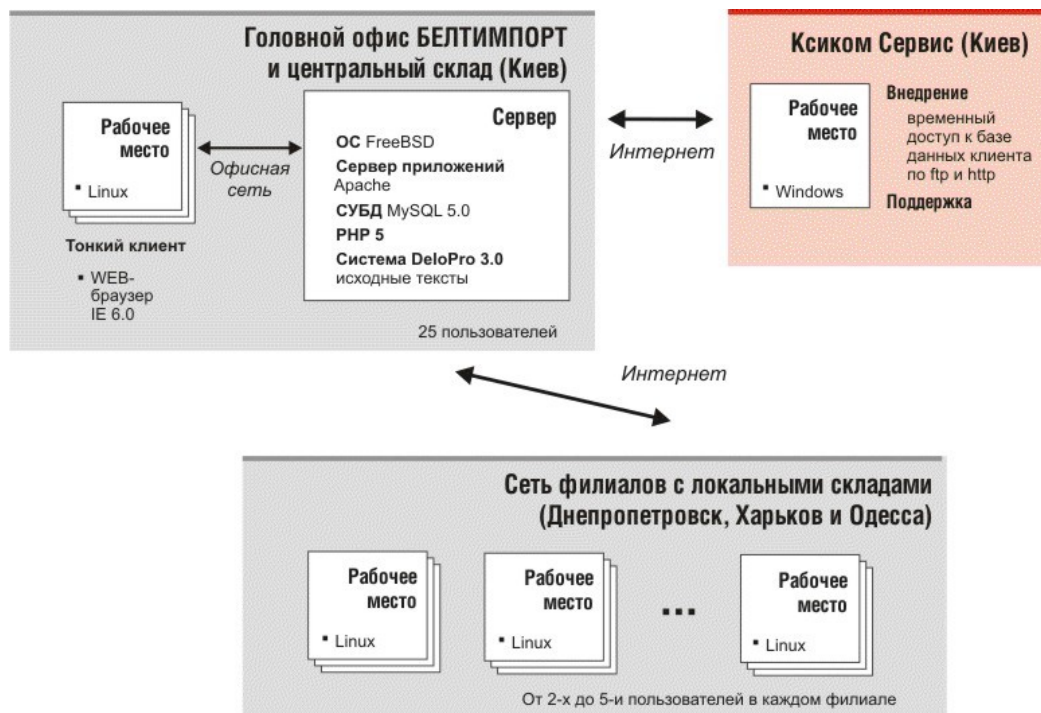 Головной офис БЕЛТИМПОРТ
и центральный склад (Киев)
Рабочее
место
▪ Linux
Офисная
сеть
Тонкий клиент
▪ WEB-
браузер
IE 6.0
Сервер
ОС FreeBSD
Сервер приложений
Apache
СУБД MySQL 5.0
PHP 5
Система DeloPro 3.0
исходные тексты
25 пользователей
Интернет
Ксиком Сервис (Киев)
Рабочее
место
▪ Windows
Внедрение
временный
доступ к базе
данных клиента
по ftp и http
Поддержка
Интернет
Сеть филиалов с локальными складами
(Днепропетровск, Харьков и Одесса)
Рабочее
место
▪ Linux
Рабочее
место
▪ Linux
...
Рабочее
место
▪ Linux
От 2-х до 5-и пользователей в каждом филиале